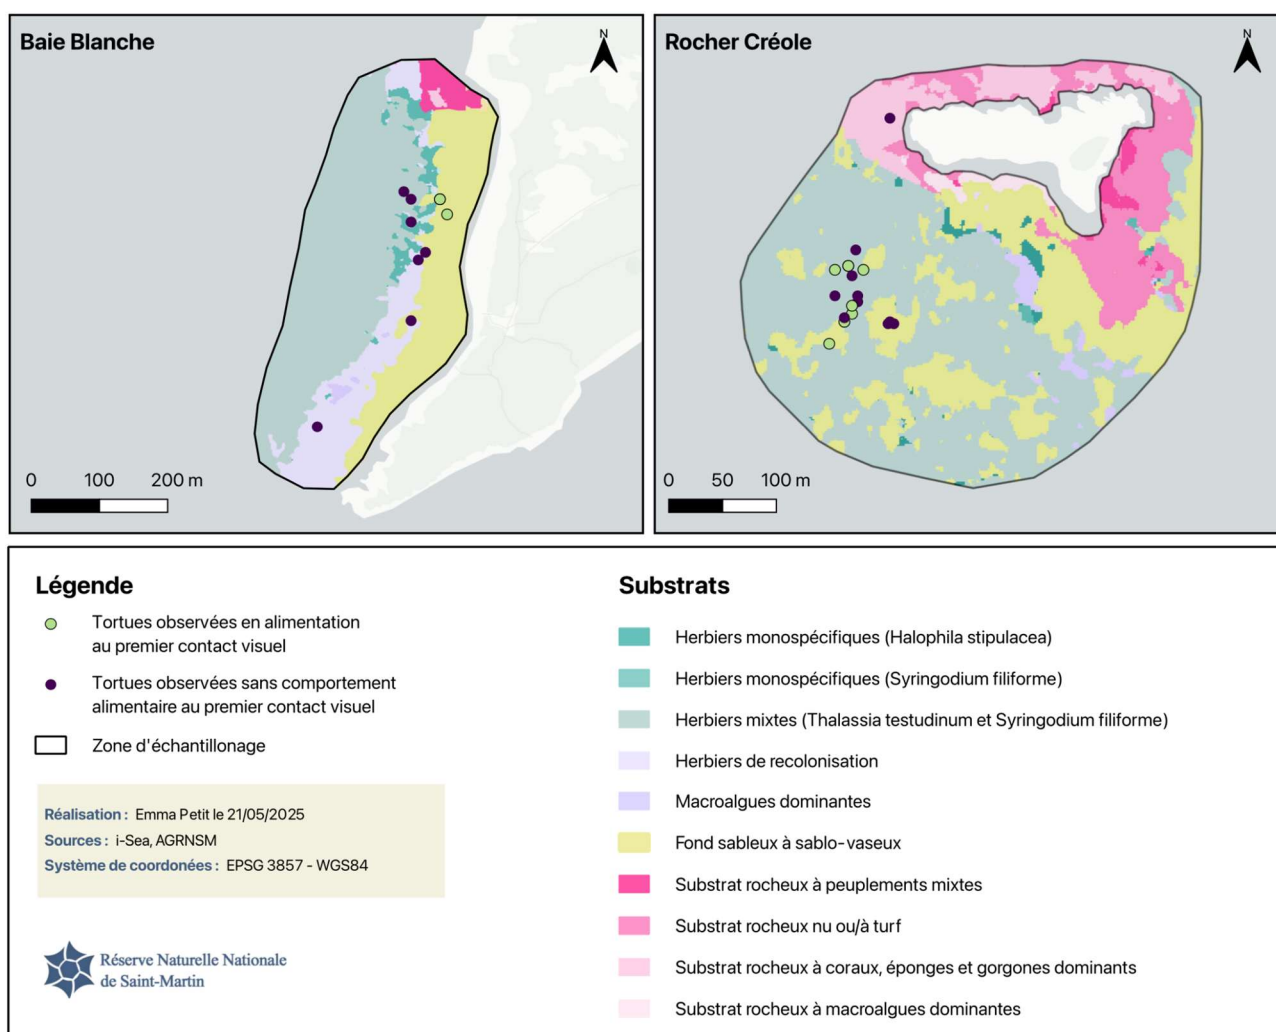 Baie Blanche
N
0 100 200 m
Rocher Créole
N
0 50 100 m
Légende
Tortues observées en alimentation
au premier contact visuel
Tortues observées sans comportement
alimentaire au premier contact visuel
Zone d'échantillonage
Réalisation : Emma Petit le 21/05/2025
Sources : i-Sea, AGRNSM
Système de coordonées : EPSG 3857 - WGS84
Réserve Naturelle Nationale
de Saint-Martin
Substrats
Herbiers monospécifiques (Halophila stipulacea)
Herbiers monospécifiques (Syringodium filiforme)
Herbiers mixtes (Thalassia testudinum et Syringodium filiforme)
Herbiers de recolonisation
Macroalgues dominantes
Fond sableux à sablo-vaseux
Substrat rocheux à peuplements mixtes
Substrat rocheux nu ou/à turf
Substrat rocheux à coraux, éponges et gorgones dominants
Substrat rocheux à macroalgues dominantes